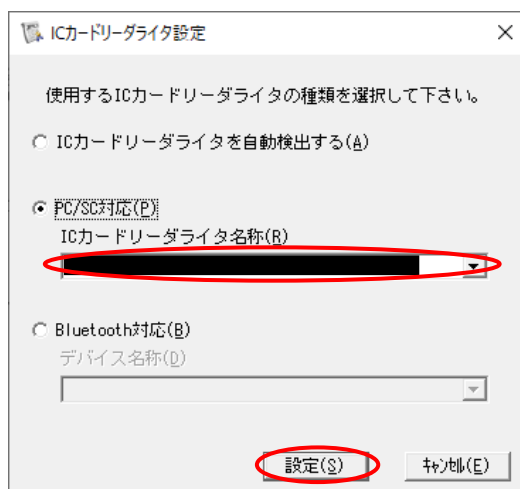 ICカードリーダライタ設定
使用するICカードリーダライタの種類を選択して下さい。
ICカードリーダライタを自動検出する(A)
PC/SC対応(P)
ICカードリーダライタ名称(R)
Bluetooth対応(B)
デバイス名称(D)
設定(S) ｷｬﾝｾﾙ(E)